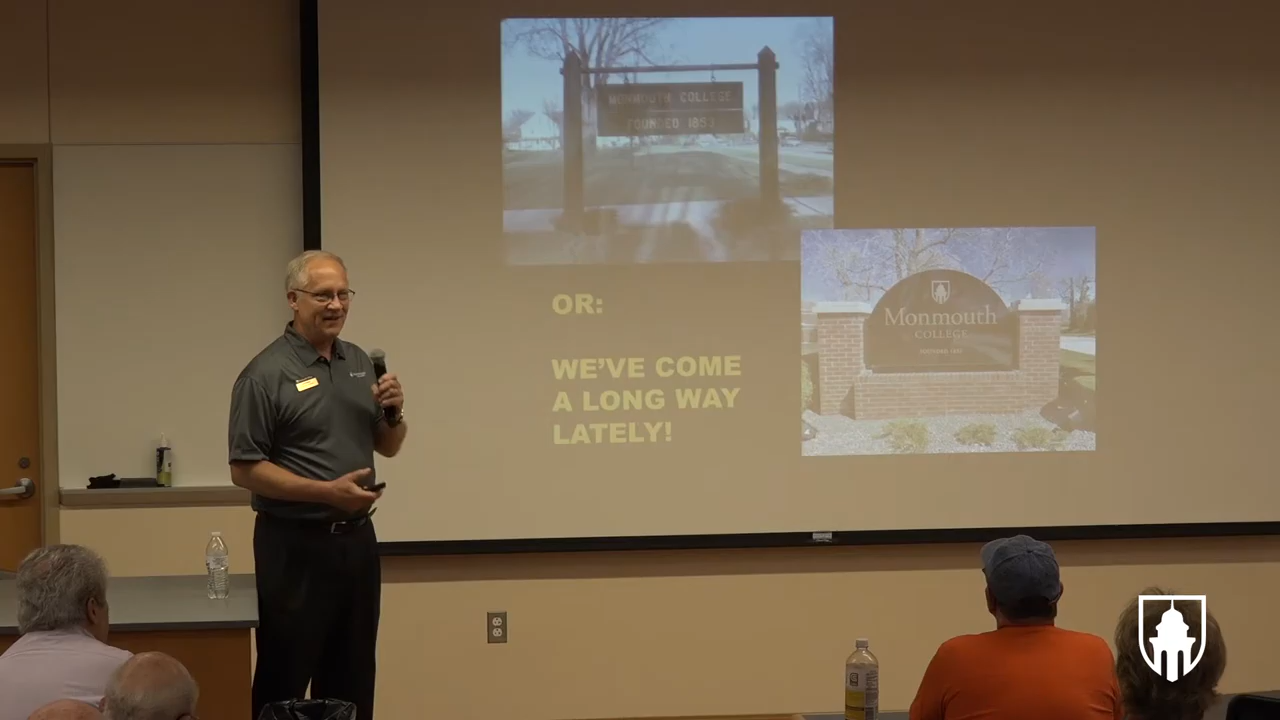 MONMOUTH COLLEGE
FOUNDED 1853
Monmouth
COLLEGE
OR:
WE'VE COME
A LONG WAY
LATELY!